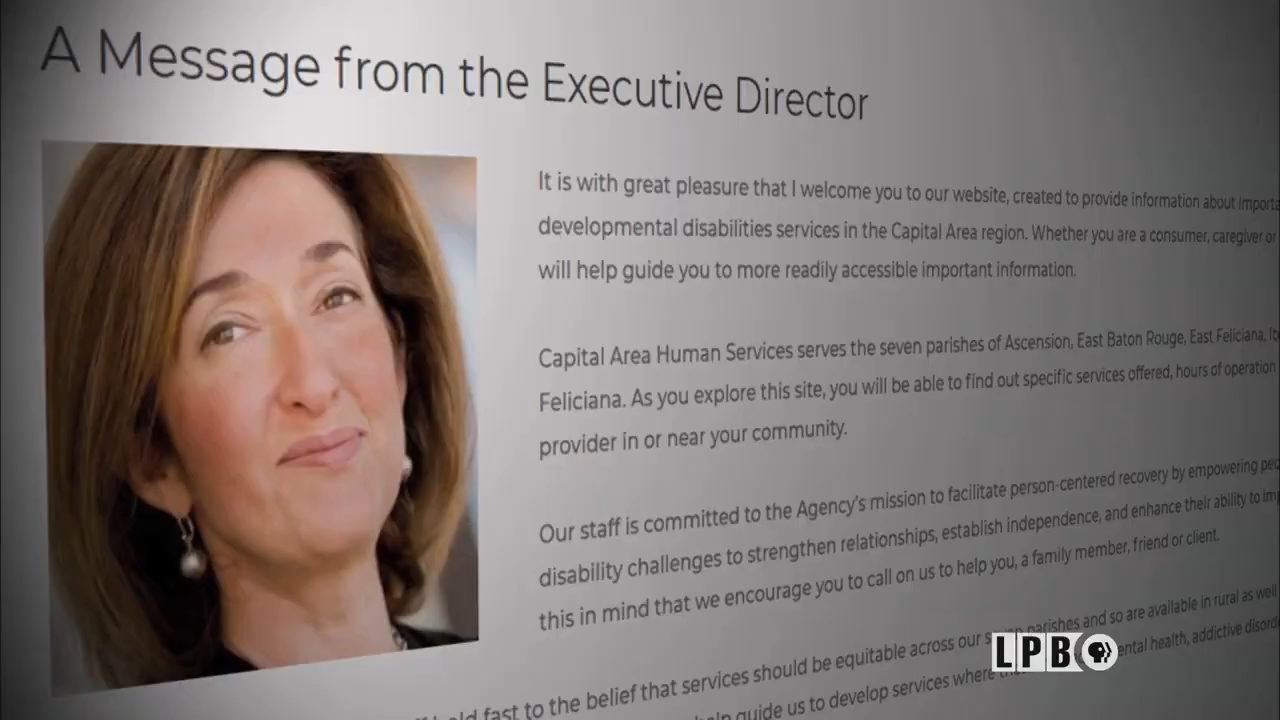 A Message from the Executive Director
It is with great pleasure that I welcome you to our website, created to provide information about
developmental disabilities services in the Capital Area region. Whether you are a consumer, caregiver or
will help guide you to more readily accessible important information.
Capital Area Human Services serves the seven parishes of Ascension, East Baton Rouge, East Feliciana,
Feliciana. As you explore this site, you will be able to find out specific services offered, hours of operation
provider in or near your community.
Our staff is committed to the Agency's mission to facilitate person-centered recovery by empowering
disability challenges to strengthen relationships, establish independence, and enhance their ability to
this in mind that we encourage you to call on us to help you, a family member, friend or client.
fast to the belief that services should be equitable across our parishes and so are available in rural as well
guide us to develop services where health, addictive
LPB